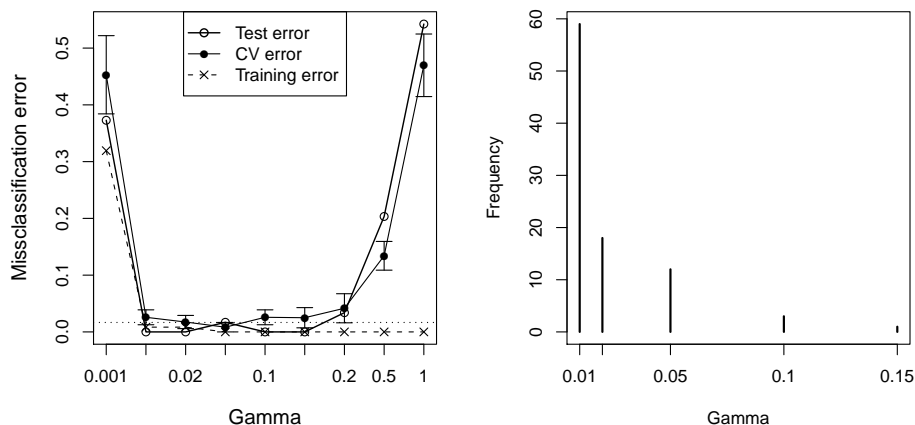 Test error
CV error
Training error
Missclassification error
0.0
0.1
0.2
0.3
0.4
0.5
0.001 0.02 0.1 0.2 0.5 1
Gamma
Frequency
0
10
20
30
40
50
60
0.01 0.05 0.1 0.15
Gamma